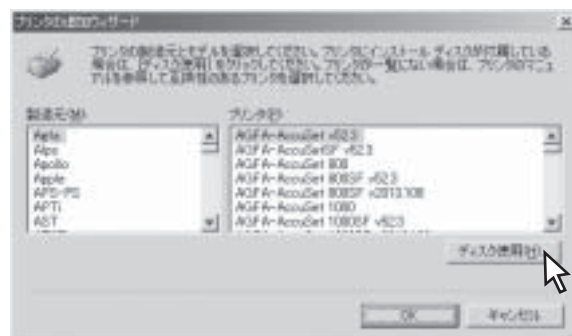 プリンタの追加ウィザード
プリンタの製造元とモデルを選択してください。プリンタにインストール ディスクが付属している
場合は、[ディスク使用] をクリックしてください。プリンタが一覧にない場合は、プリンタのマニュ
アルを参照して互換性のあるプリンタを選択してください。
製造元(M)
プリンタ(P)
Agfa
Alps
Apollo
Apple
APS-PS
APTi
AST
AGFA-AccuSet v52.3
AGFA-AccuSetSF v52.3
AGFA-AccuSet 800
AGFA-AccuSet 800SF v52.3
AGFA-AccuSet 800SF v2013.108
AGFA-AccuSet 1000
AGFA-AccuSet 1000SF v52.3
ディスク使用(H)
OK
キャンセル